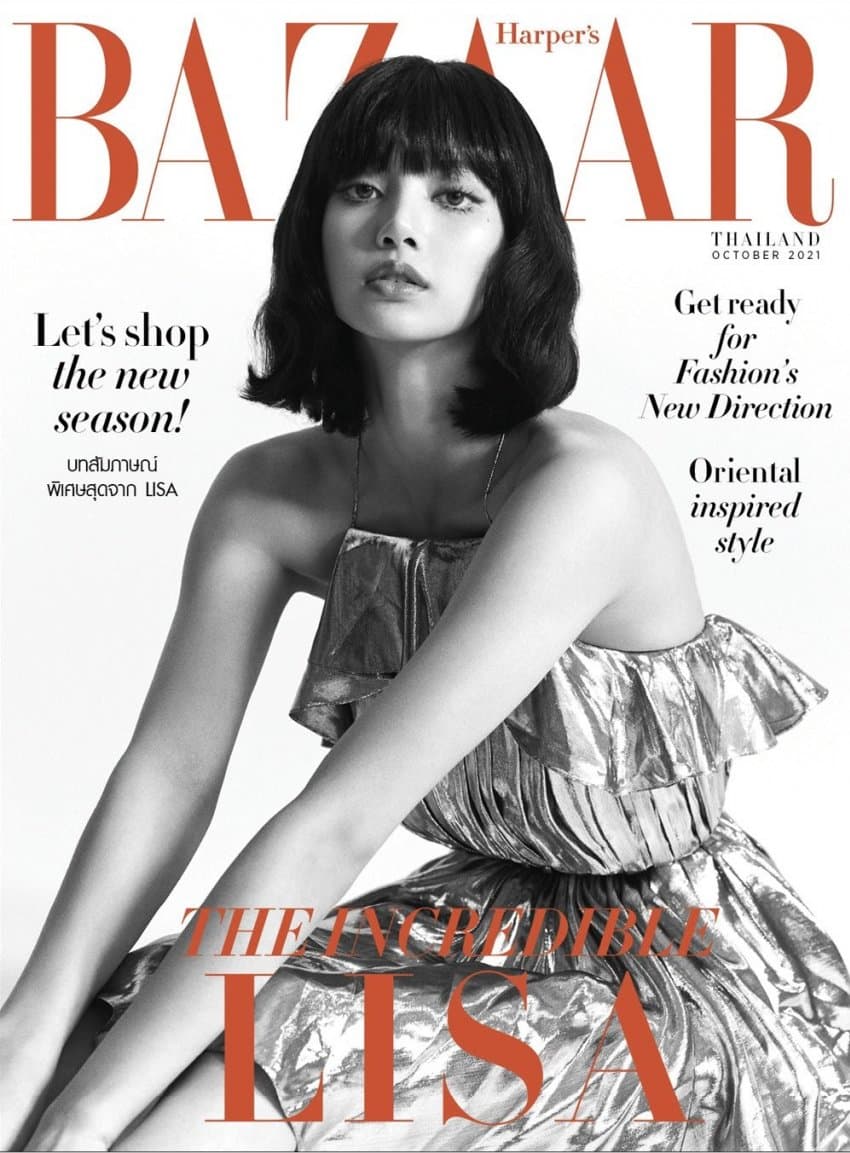 Harper's
BAZAAR
THAILAND
OCTOBER 2021
Let's shop
the new
season!
บทสัมภาษณ์
พิเศษสุดจาก LISA
Get ready
for
Fashion's
New Direction
Oriental
inspired
style
THE INCREDIBLE
LISA